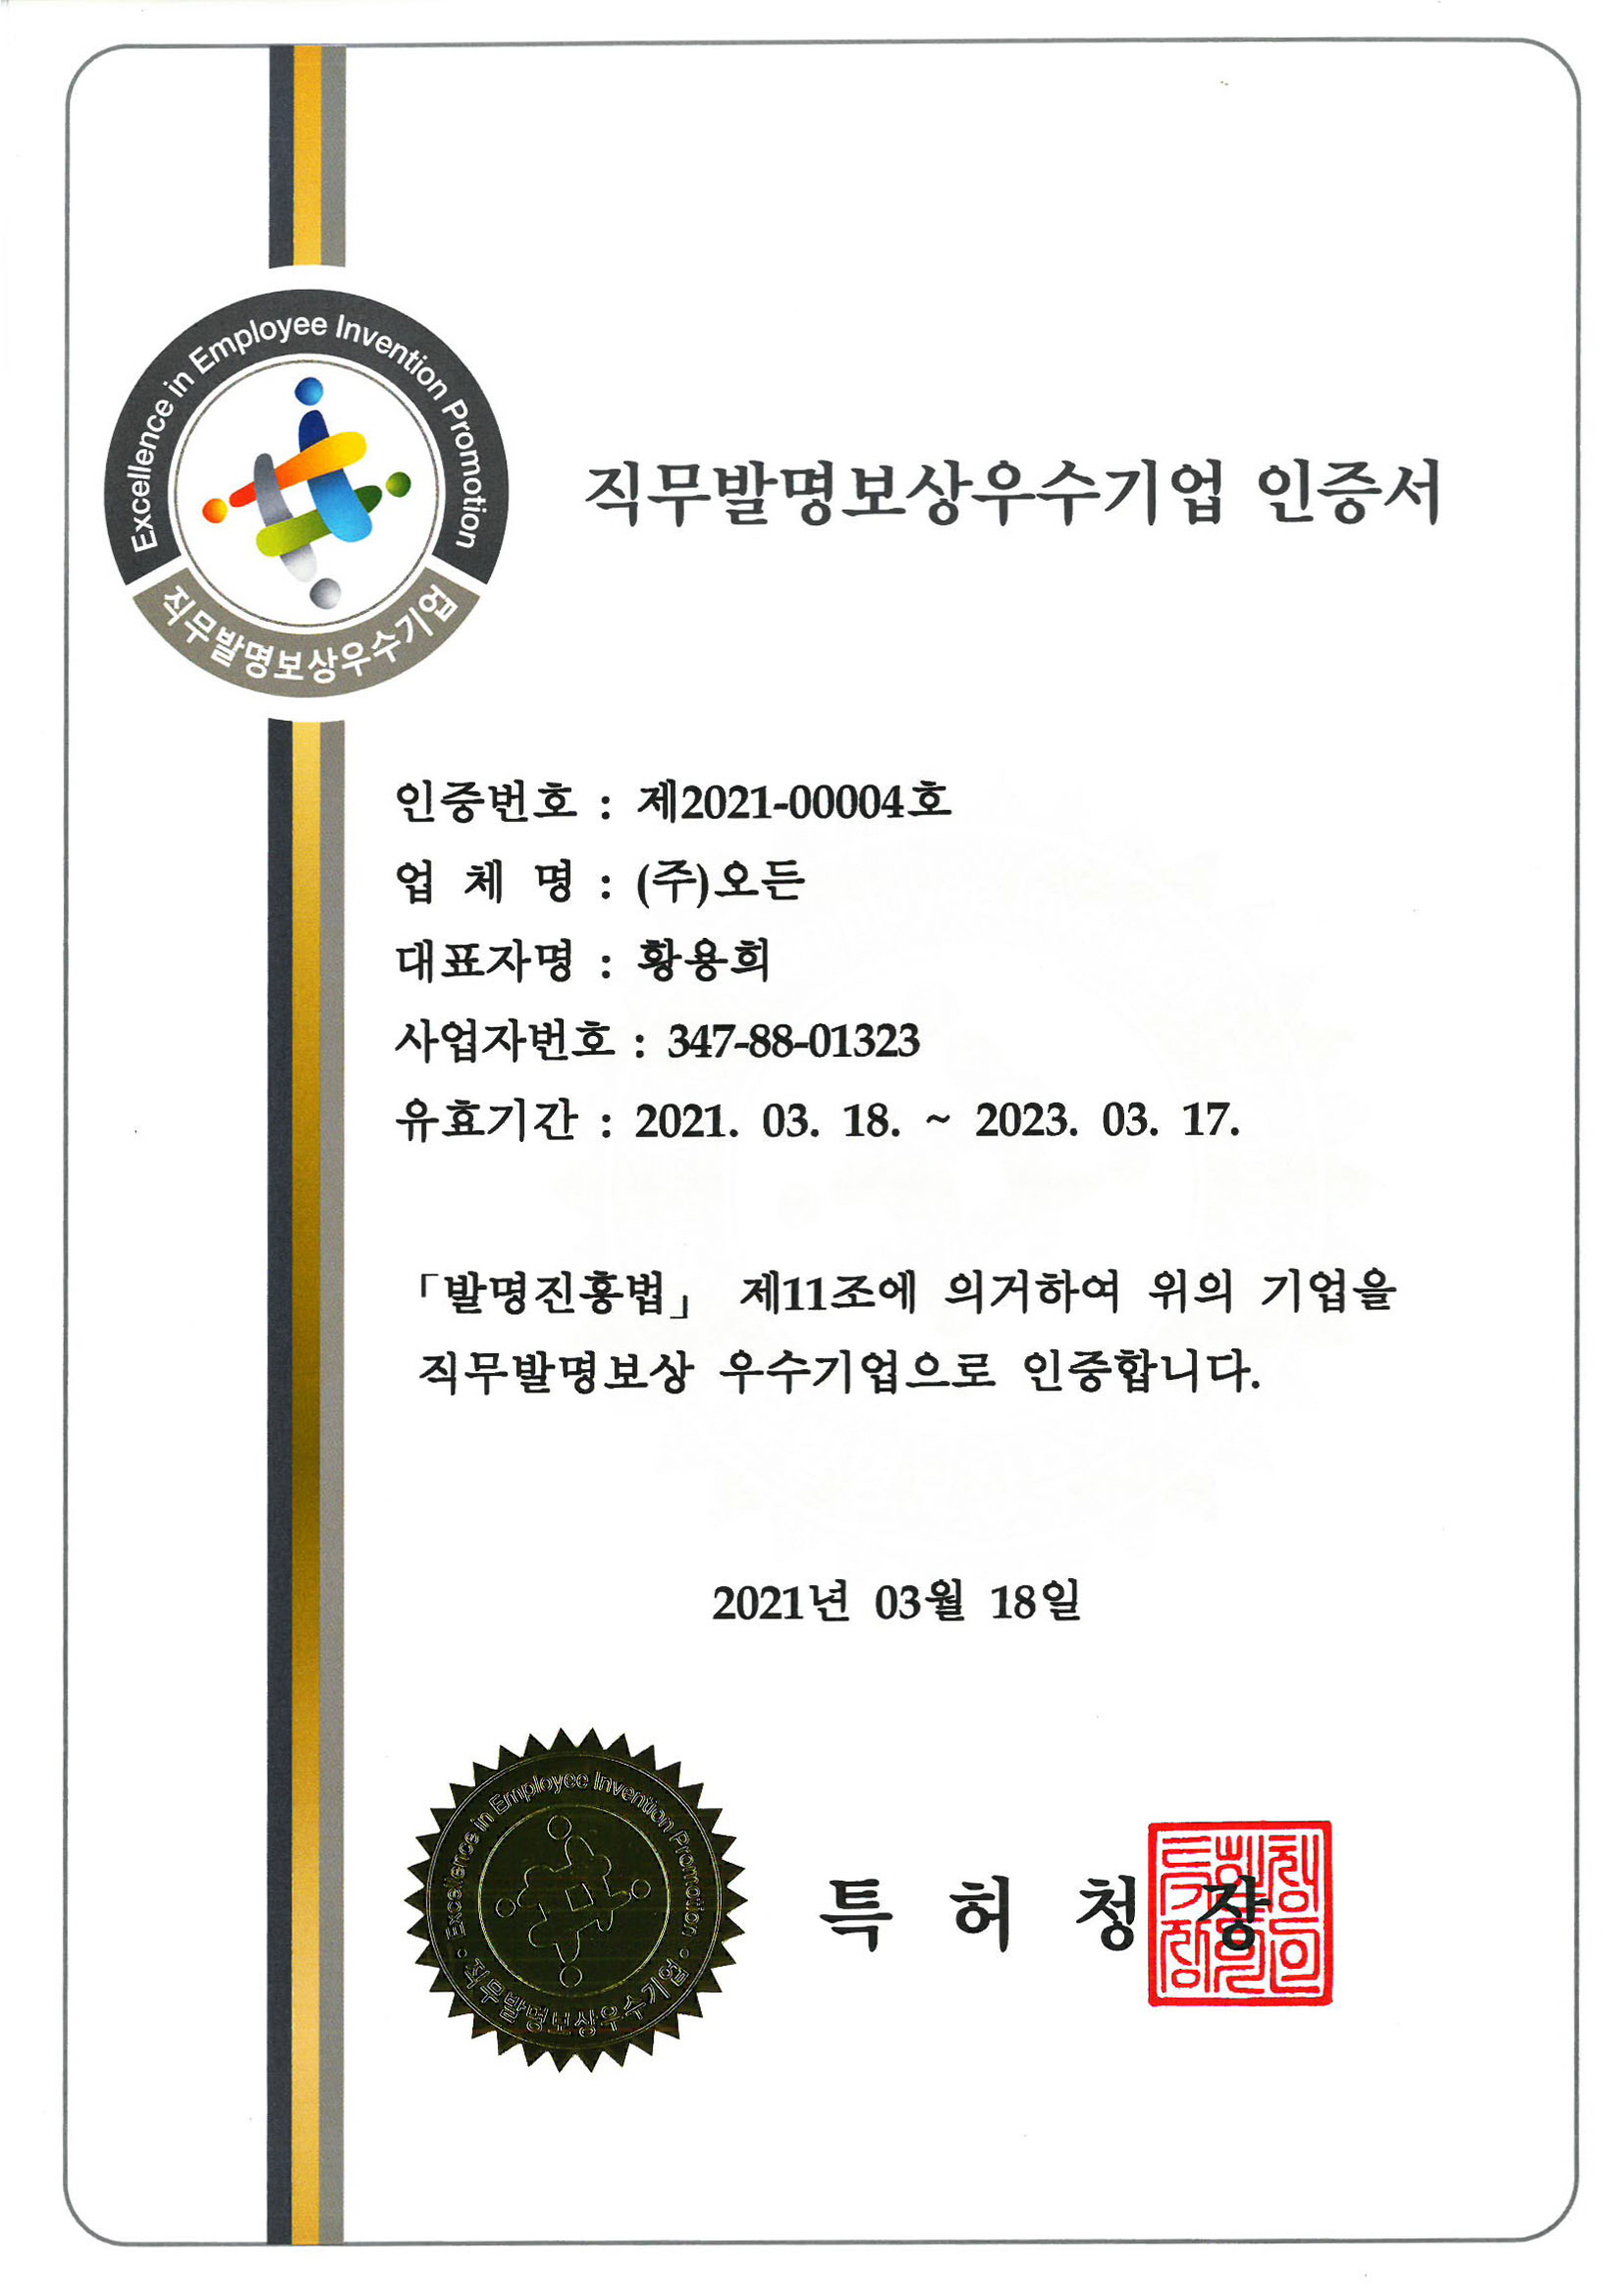 Excellence in Employee Invention Promotion
직무발명보상우수기업
직무발명보상우수기업 인증서
인증번호 : 제2021-00004호
업 체 명 : (주)오든
대표자명 : 황용희
사업자번호 : 347-88-01323
유효기간 : 2021. 03. 18. ~ 2023. 03. 17.
「발명진흥법」 제11조에 의거하여 위의 기업을
직무발명보상 우수기업으로 인증합니다.
2021년 03월 18일
Excellence in Employee Invention Promotion
직무발명보상우수기업
특 허 청 장